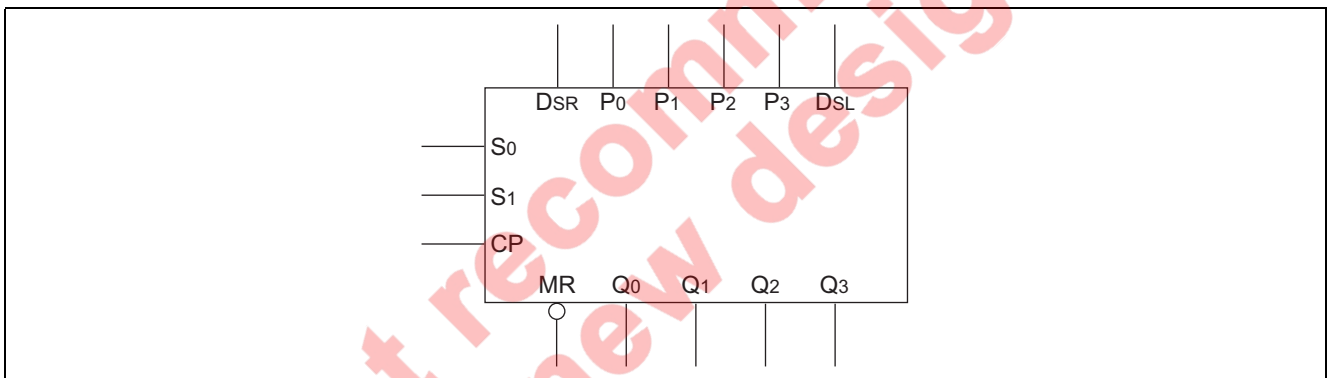 DSR P0 P1 P2 P3 DSL
S0
S1
CP
MR Q0 Q1 Q2 Q3
t recomm
new desig